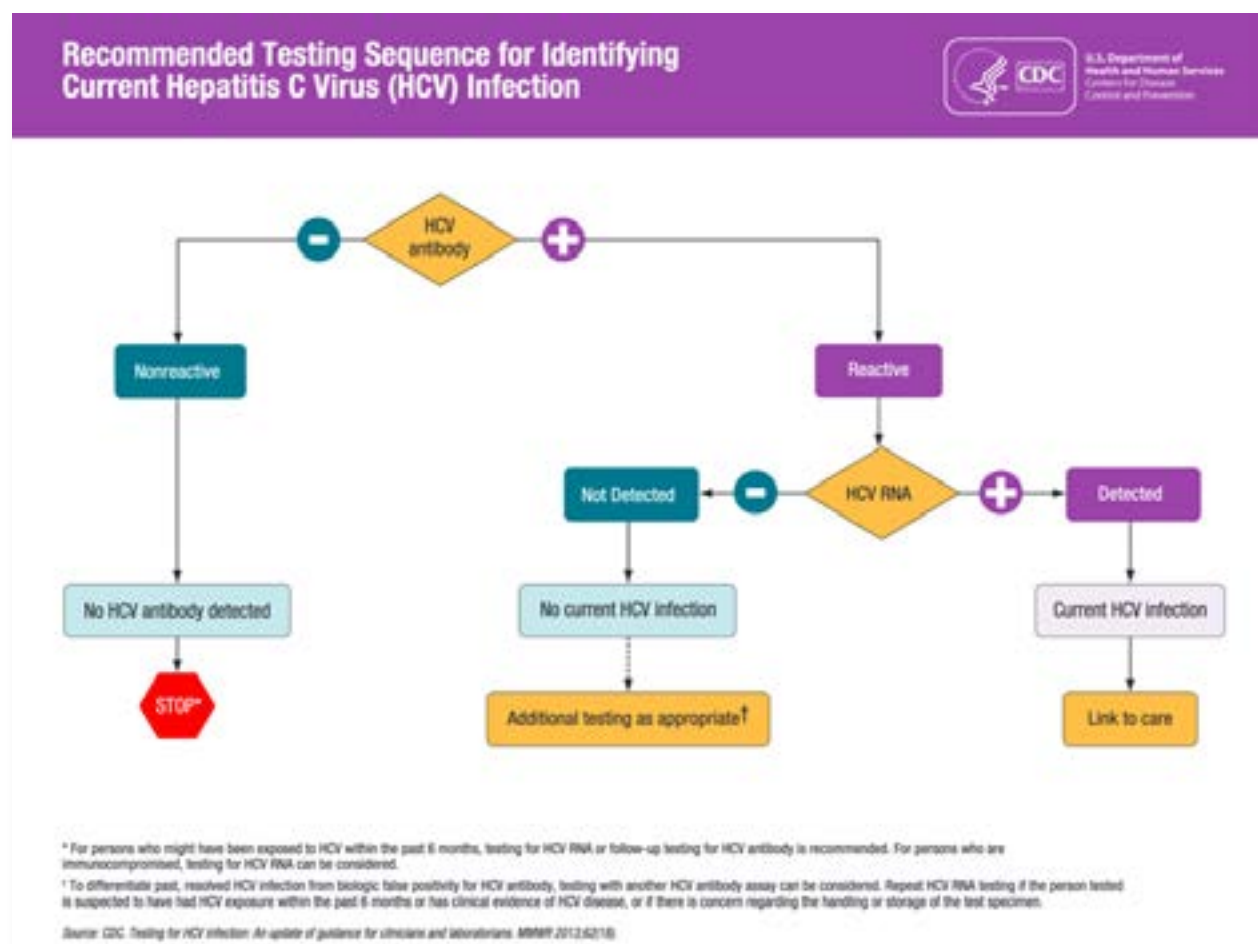 Recommended Testing Sequence for Identifying
Current Hepatitis C Virus (HCV) Infection
CDC
U.S. Department of
Health and Human Services
Centers for Disease
Control and Prevention
HCV
antibody
Nonreactive
Reactive
Not Detected
HCV RNA
Detected
No HCV antibody detected
No current HCV infection
Current HCV infection
STOP*
Additional testing as appropriate†
Link to care
* For persons who might have been exposed to HCV within the past 6 months, testing for HCV RNA or follow-up testing for HCV antibody is recommended. For persons who are
immunocompromised, testing for HCV RNA can be considered.
† To differentiate past, resolved HCV infection from biologic false positivity for HCV antibody, testing with another HCV antibody assay can be considered. Repeat HCV RNA testing if the person tested
is suspected to have had HCV exposure within the past 6 months or has clinical evidence of HCV disease, or if there is concern regarding the handling or storage of the test specimen.
Source: CDC. Testing for HCV infection: An update of guidance for clinicians and laboratorians. MMWR 2013;62(18).